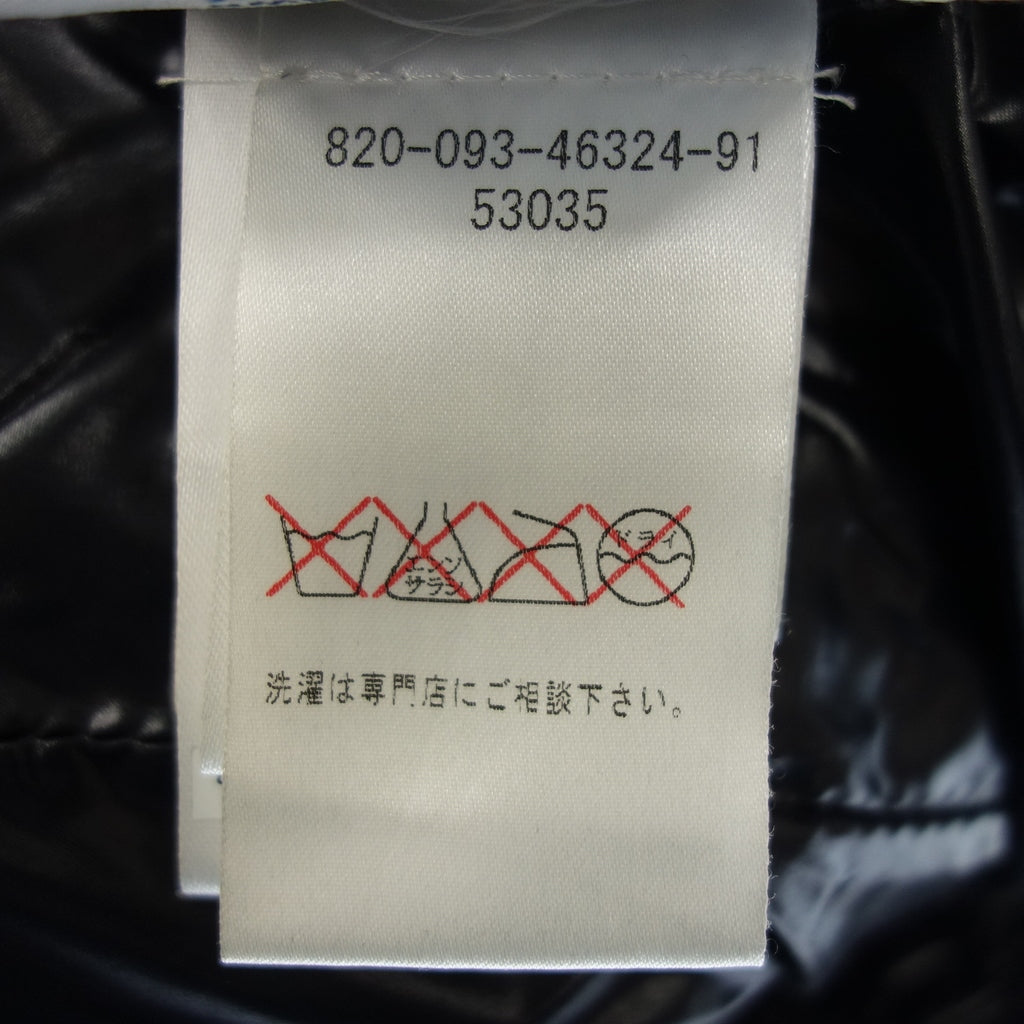 820-093-46324-91
53035
エンソ
サラシ
ドライ
洗濯は専門店にご相談下さい。